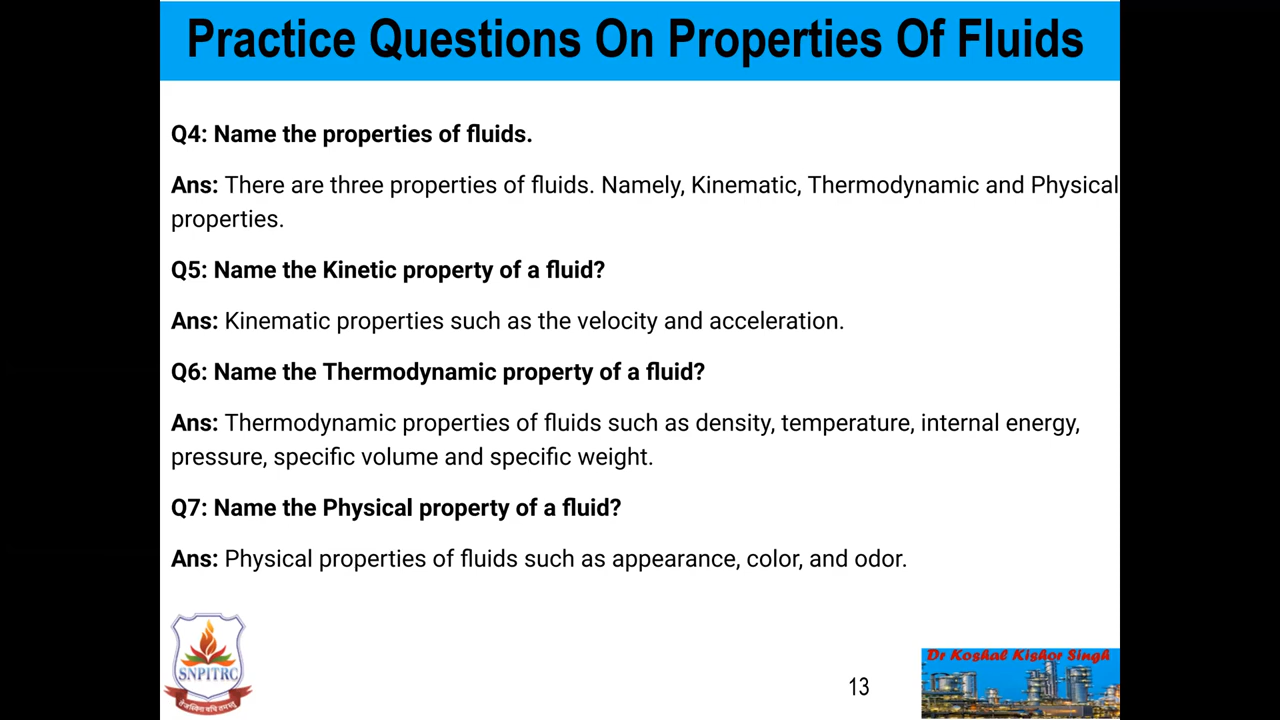 Practice Questions On Properties Of Fluids
Q4: Name the properties of fluids.
Ans: There are three properties of fluids. Namely, Kinematic, Thermodynamic and Physical
properties.
Q5: Name the Kinetic property of a fluid?
Ans: Kinematic properties such as the velocity and acceleration.
Q6: Name the Thermodynamic property of a fluid?
Ans: Thermodynamic properties of fluids such as density, temperature, internal energy,
pressure, specific volume and specific weight.
Q7: Name the Physical property of a fluid?
Ans: Physical properties of fluids such as appearance, color, and odor.
SNPITRC
Dr Koshal Kishor Singh
13